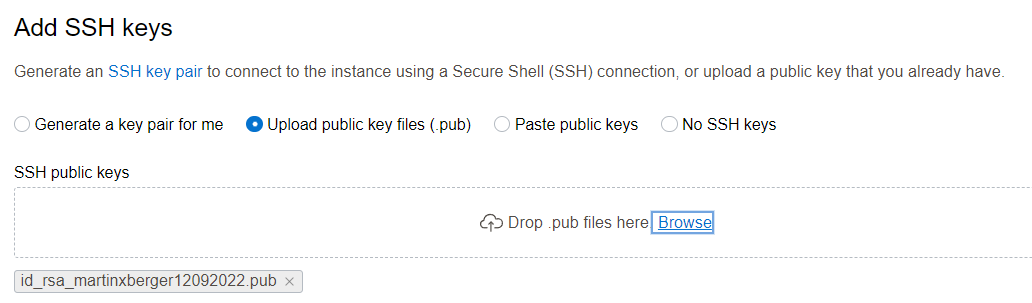 Add SSH keys
Generate an SSH key pair to connect to the instance using a Secure Shell (SSH) connection, or upload a public key that you already have.
Generate a key pair for me Upload public key files (.pub) Paste public keys No SSH keys
SSH public keys
Drop .pub files here Browse
id_rsa_martinxberger12092022.pub ×